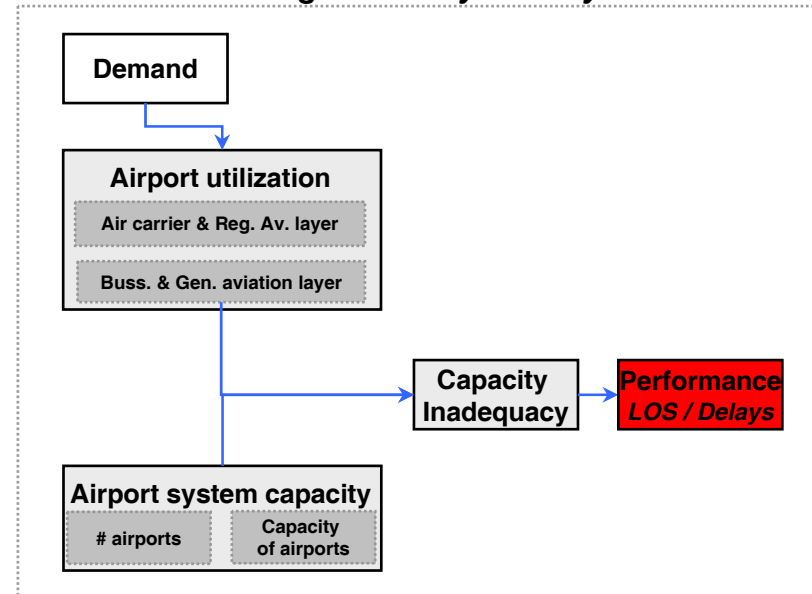 Demand
Airport utilization
Air carrier & Reg. Av. layer
Buss. & Gen. aviation layer
Capacity
Inadequacy
Performance
LOS / Delays
Airport system capacity
# airports
Capacity
of airports